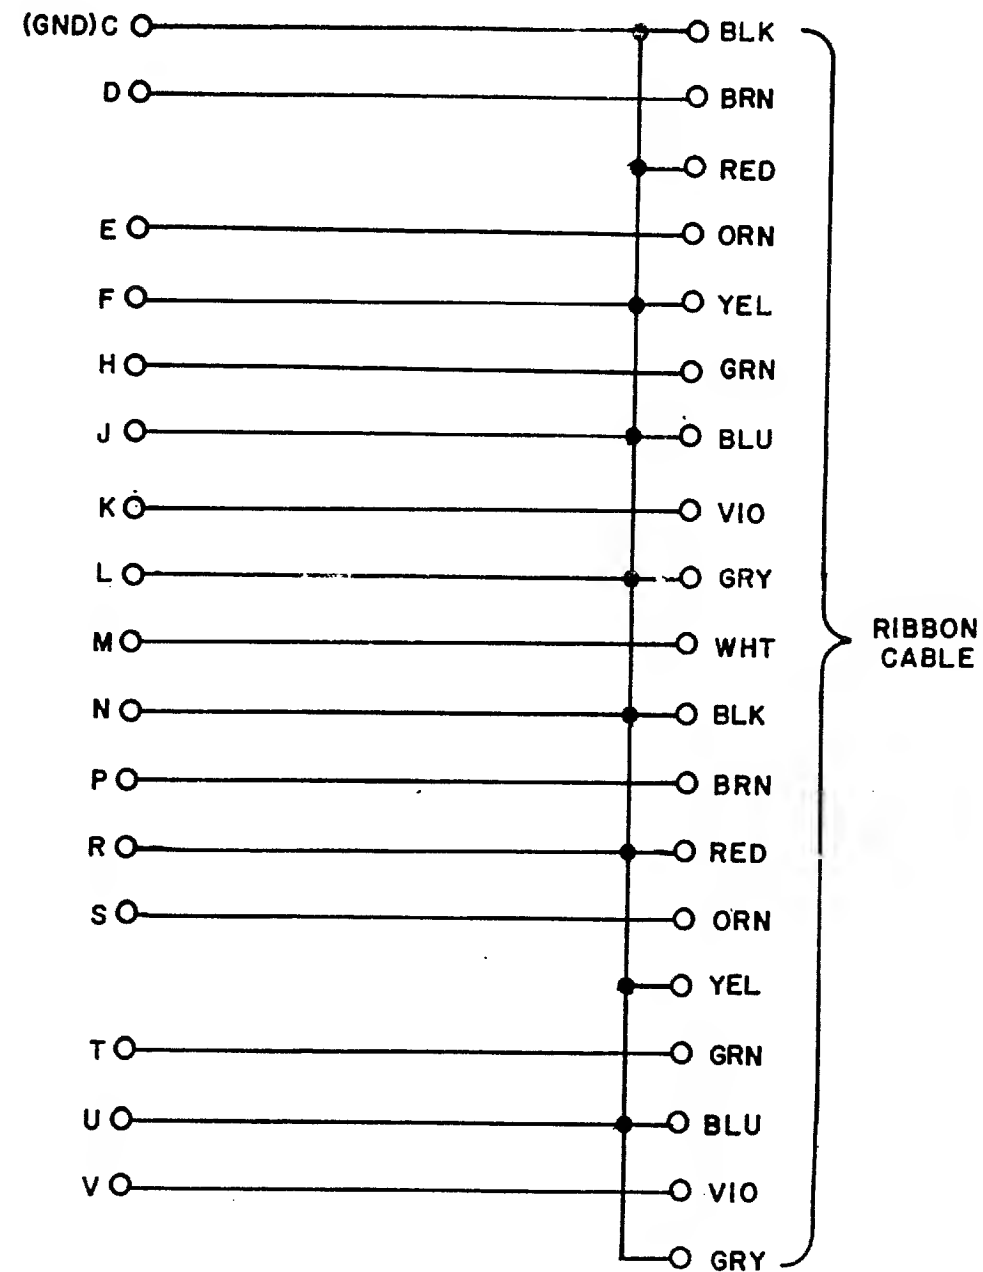 (GND)C BLK
D BRN
RED
E ORN
F YEL
H GRN
J BLU
K VIO
L GRY
M WHT
RIBBON
CABLE
N BLK
P BRN
R RED
S ORN
YEL
T GRN
U BLU
V VIO
GRY